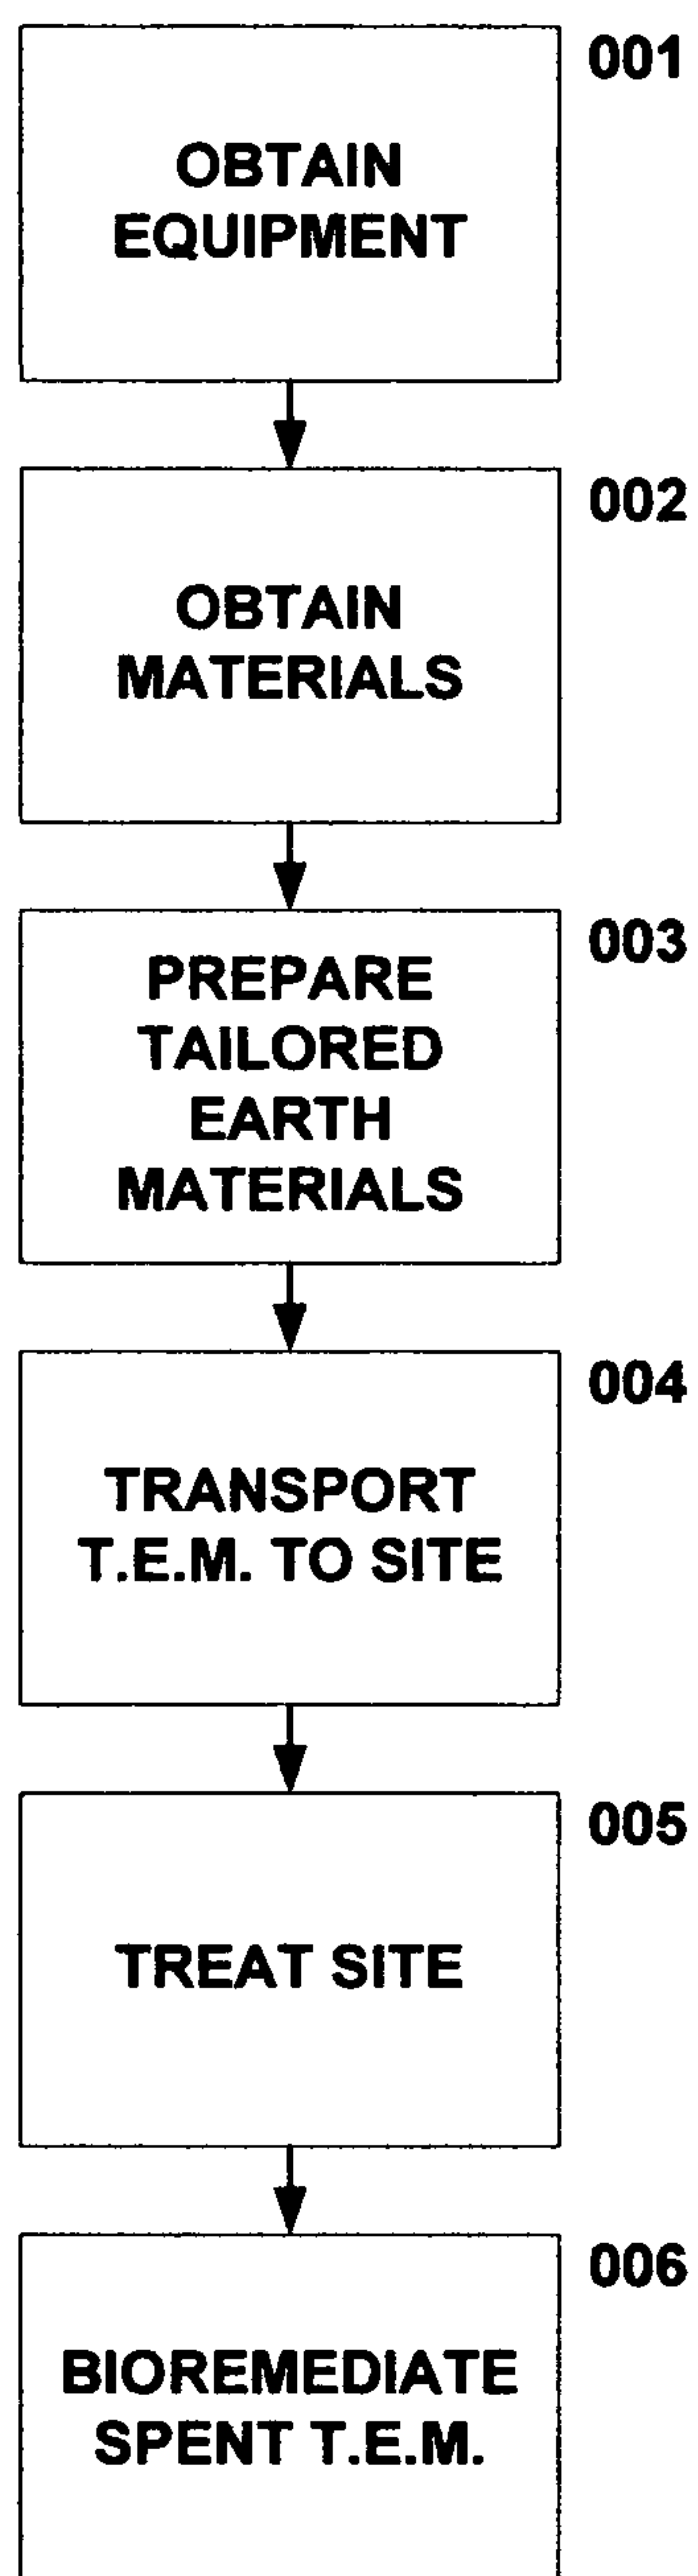 001
OBTAIN
EQUIPMENT
002
OBTAIN
MATERIALS
003
PREPARE
TAILORED
EARTH
MATERIALS
004
TRANSPORT
T.E.M. TO SITE
005
TREAT SITE
006
BIOREMEDIATE
SPENT T.E.M.